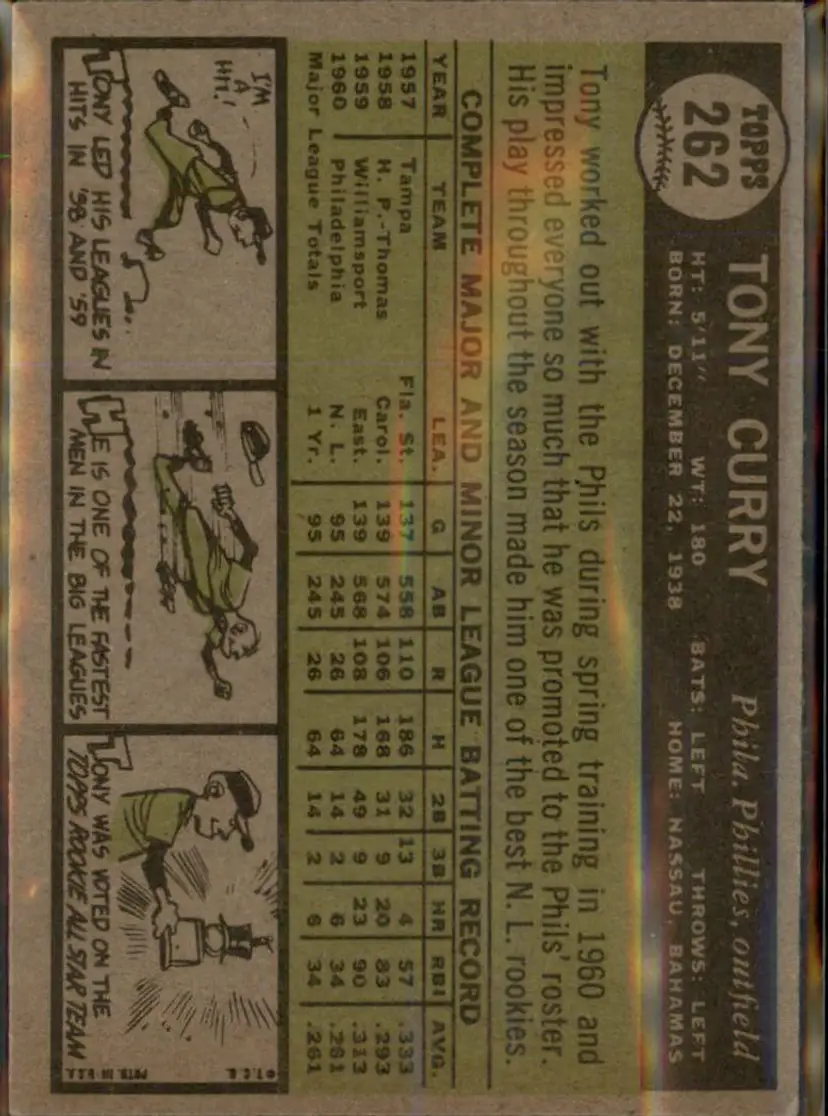 TOPPS
262
TONY CURRY Phila. Phillies, outfield
HT: 5'11" WT: 180 BATS: LEFT THROWS: LEFT
BORN: DECEMBER 22, 1938 HOME: NASSAU, BAHAMAS
Tony worked out with the Phils during spring training in 1960 and
impressed everyone so much that he was promoted to the Phils' roster.
His play throughout the season made him one of the best N. L. rookies.
COMPLETE MAJOR AND MINOR LEAGUE BATTING RECORD
YEAR TEAM LEA. G AB R H 2B 3B HR RBI AVG.
1957 Tampa Fla. St. 137 558 110 186 32 13 4 57 .333
1958 H. P.-Thomas Carol. 139 574 106 168 31 9 20 83 .293
1959 Williamsport East. 139 568 108 178 49 9 23 90 .313
1960 Philadelphia N. L. 95 245 26 64 14 2 6 34 .261
Major League Totals 1 Yr. 95 245 26 64 14 2 6 34 .261
I'M
A
HIT!
TONY LED HIS LEAGUES IN
HITS IN '58 AND '59
HE IS ONE OF THE FASTEST
MEN IN THE BIG LEAGUES
TONY WAS VOTED ON THE
TOPPS ROOKIE ALL STAR TEAM
© T.C.G. PRTD. IN U.S.A.